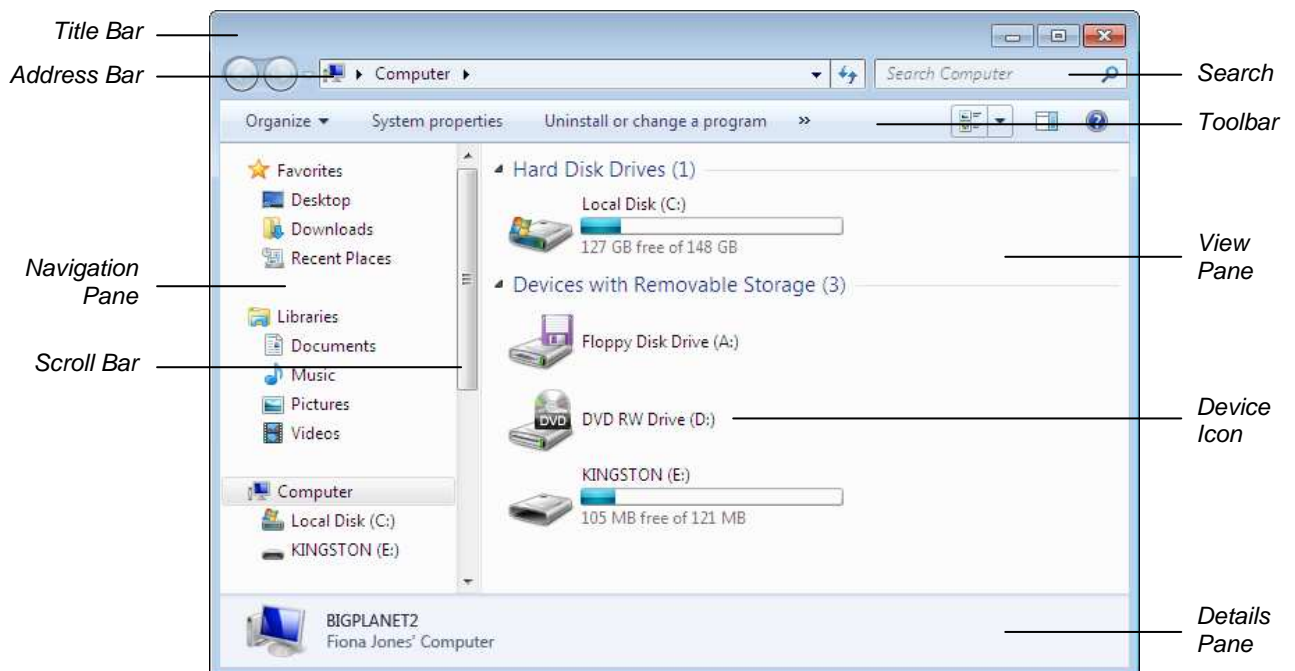 Title Bar
Address Bar
Computer
Search Computer
Search
Organize
System properties
Uninstall or change a program
»
Toolbar
Favorites
Desktop
Downloads
Recent Places
Navigation
Pane
Libraries
Documents
Music
Pictures
Videos
Scroll Bar
Computer
Local Disk (C:)
KINGSTON (E:)
Hard Disk Drives (1)
Local Disk (C:)
127 GB free of 148 GB
View
Pane
Devices with Removable Storage (3)
Floppy Disk Drive (A:)
DVD
DVD RW Drive (D:)
Device
Icon
KINGSTON (E:)
105 MB free of 121 MB
BIGPLANET2
Fiona Jones' Computer
Details
Pane